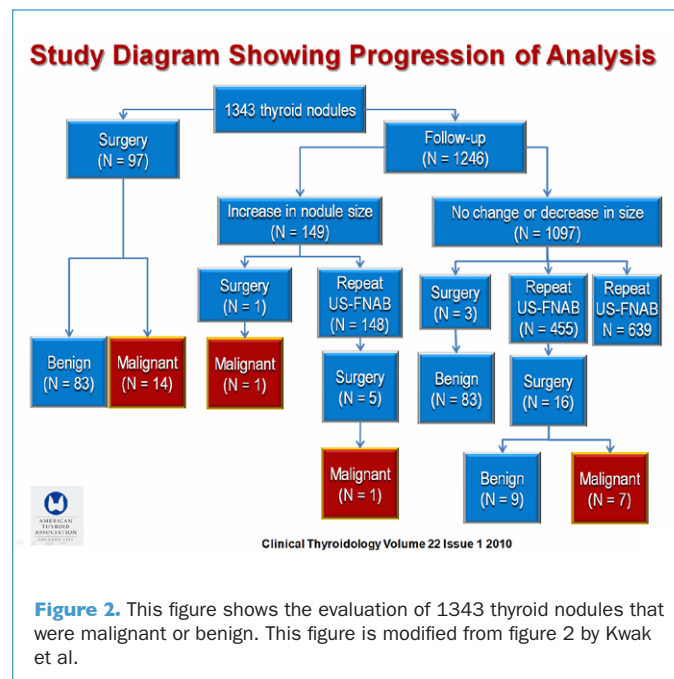 Study Diagram Showing Progression of Analysis
1343 thyroid nodules
Surgery
(N = 97)
Follow-up
(N = 1246)
Increase in nodule size
(N = 149)
No change or decrease in size
(N = 1097)
Surgery
(N = 1)
Repeat
US-FNAB
(N = 148)
Surgery
(N = 3)
Repeat
US-FNAB
(N = 455)
Repeat
US-FNAB
N = 639
Benign
(N = 83)
Malignant
(N = 14)
Malignant
(N = 1)
Surgery
(N = 5)
Benign
(N = 83)
Surgery
(N = 16)
Malignant
(N = 1)
Benign
(N = 9)
Malignant
(N = 7)
AMERICAN
THYROID
ASSOCIATION
Clinical Thyroidology Volume 22 Issue 1 2010
Figure 2. This figure shows the evaluation of 1343 thyroid nodules that
were malignant or benign. This figure is modified from figure 2 by Kwak
et al.